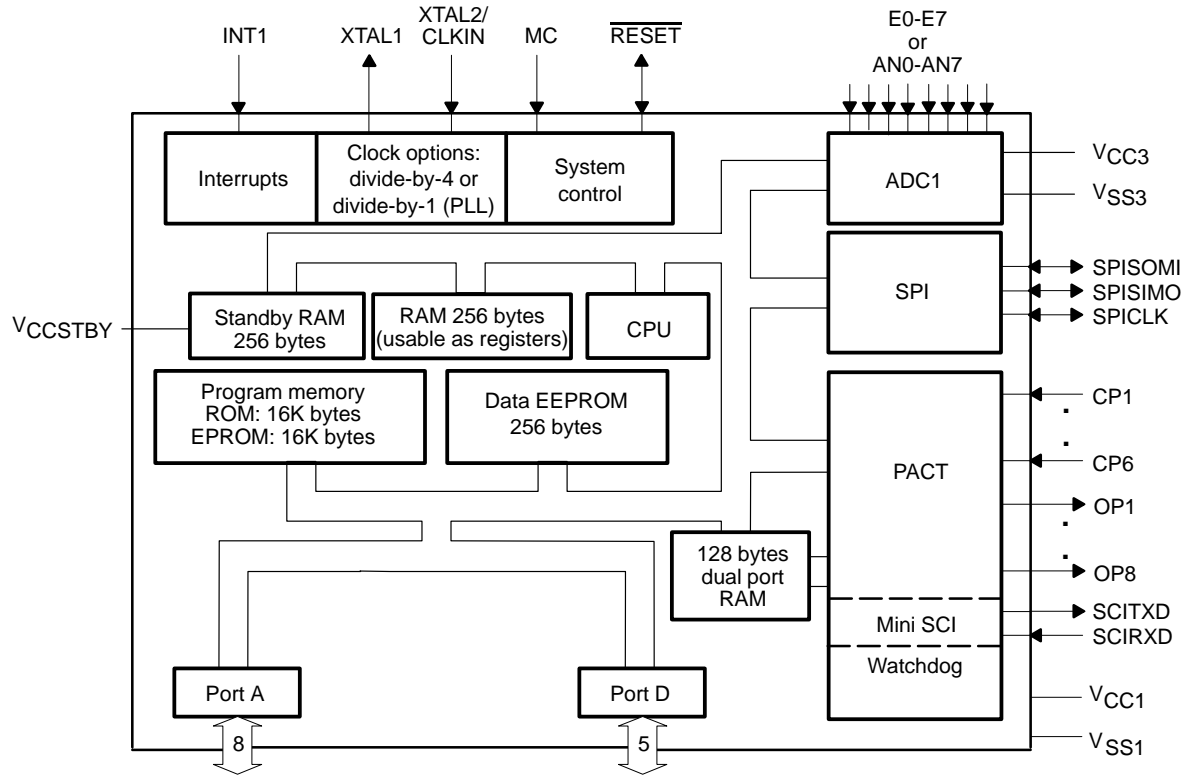 INT1
XTAL1
XTAL2/
CLKIN
MC
RESET
E0-E7
or
AN0-AN7
Interrupts
Clock options:
divide-by-4 or
divide-by-1 (PLL)
System
control
ADC1
VCC3
VSS3
SPI
SPISOMI
SPISIMO
SPICLK
VCCSTBY
Standby RAM
256 bytes
RAM 256 bytes
(usable as registers)
CPU
Program memory
ROM: 16K bytes
EPROM: 16K bytes
Data EEPROM
256 bytes
PACT
CP1
.
.
CP6
OP1
.
.
OP8
128 bytes
dual port
RAM
Mini SCI
SCITXD
SCIRXD
Watchdog
Port A
Port D
VCC1
VSS1
8
5